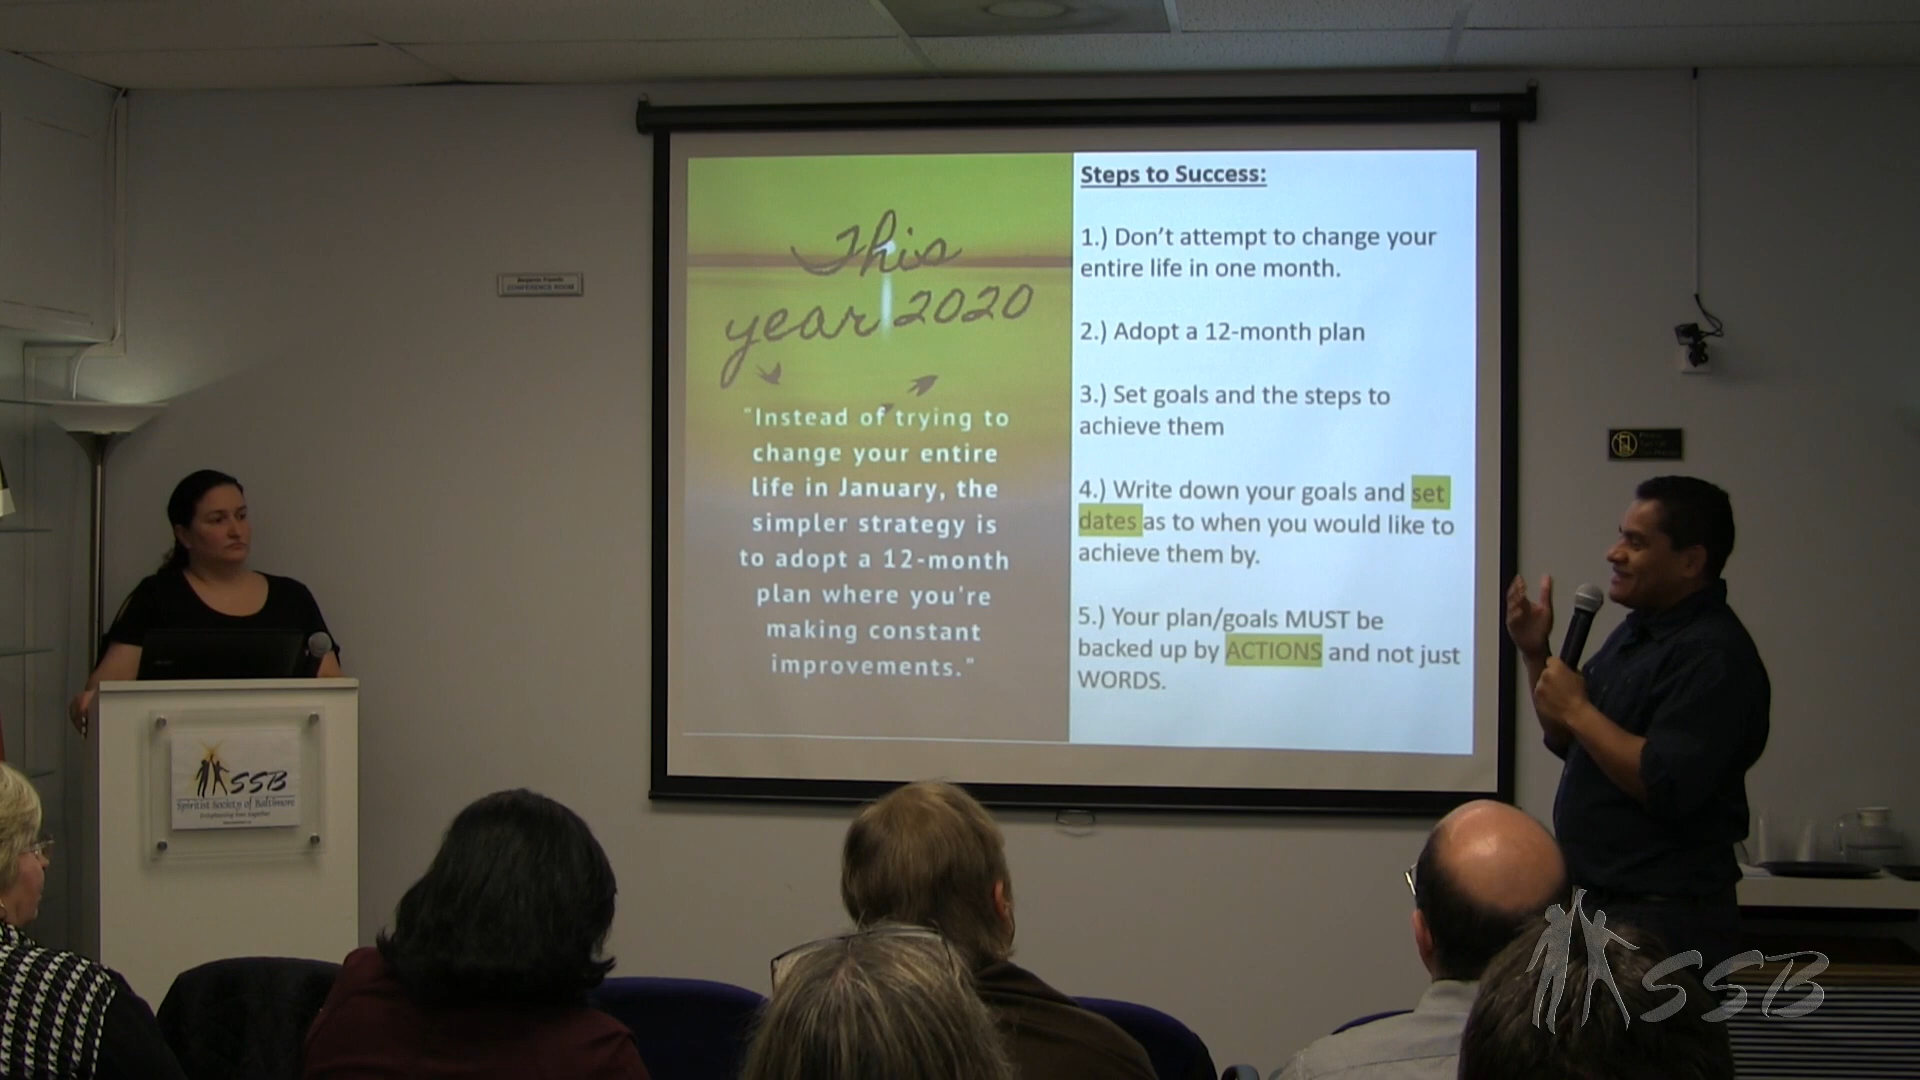 This
year 2020
"Instead of trying to
change your entire
life in January, the
simpler strategy is
to adopt a 12-month
plan where you're
making constant
improvements."
Steps to Success:
1.) Don't attempt to change your
entire life in one month.
2.) Adopt a 12-month plan
3.) Set goals and the steps to
achieve them
4.) Write down your goals and set
dates as to when you would like to
achieve them by.
5.) Your plan/goals MUST be
backed up by ACTIONS and not just
WORDS.
CONFERENCE ROOM
SSB
Spiritist Society of Baltimore
SSB